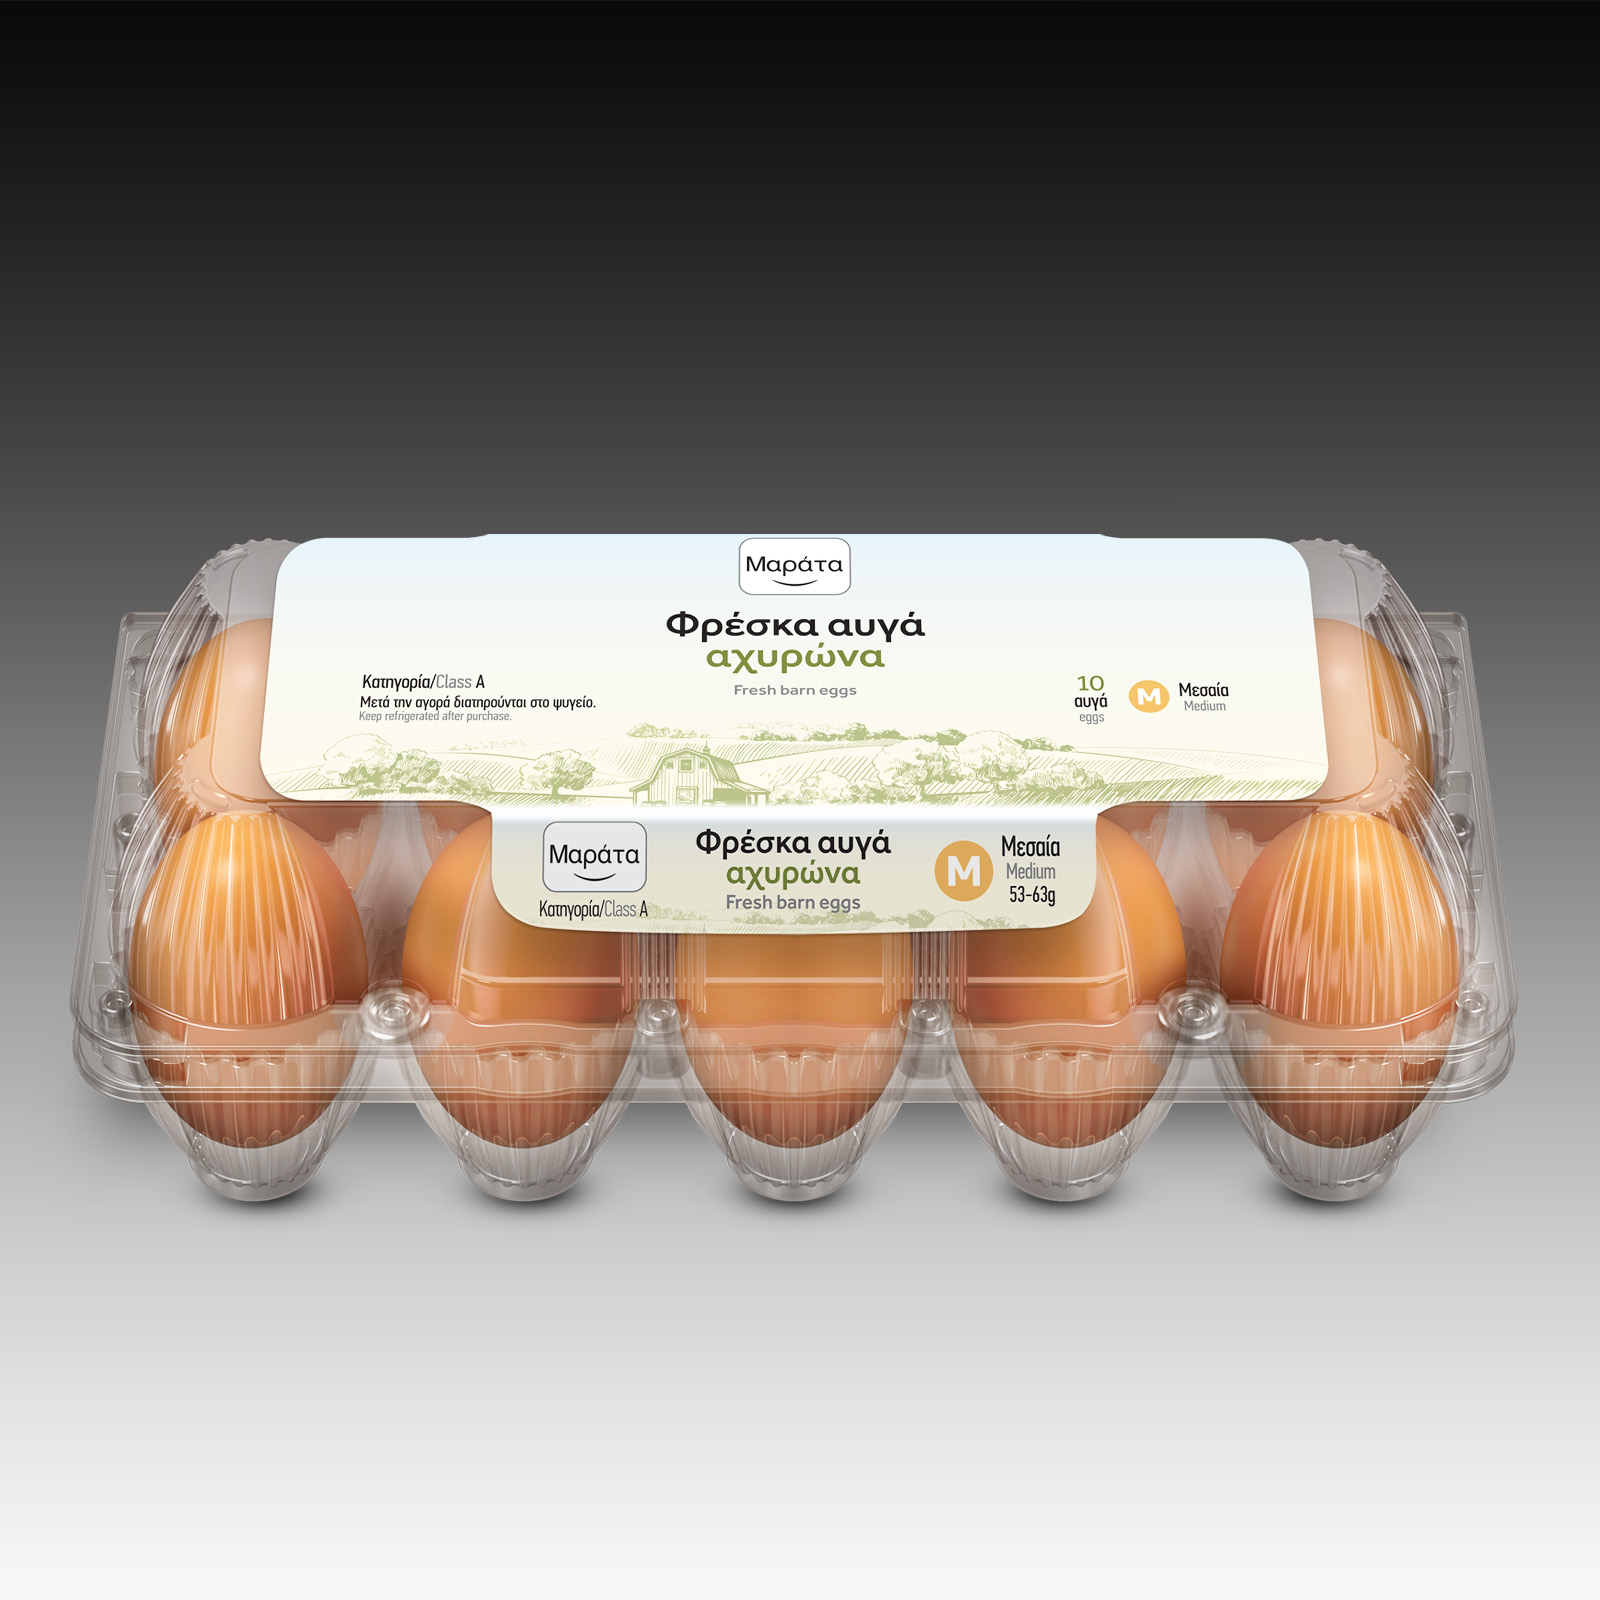 Μαράτα
Φρέσκα αυγά
αχυρώνα
Fresh barn eggs
Κατηγορία/Class A
Μετά την αγορά διατηρούνται στο ψυγείο.
Keep refrigerated after purchase.
10
αυγά
eggs
M
Μεσαία
Medium
Μαράτα
Κατηγορία/Class A
Φρέσκα αυγά
αχυρώνα
Fresh barn eggs
M
Μεσαία
Medium
53-63g